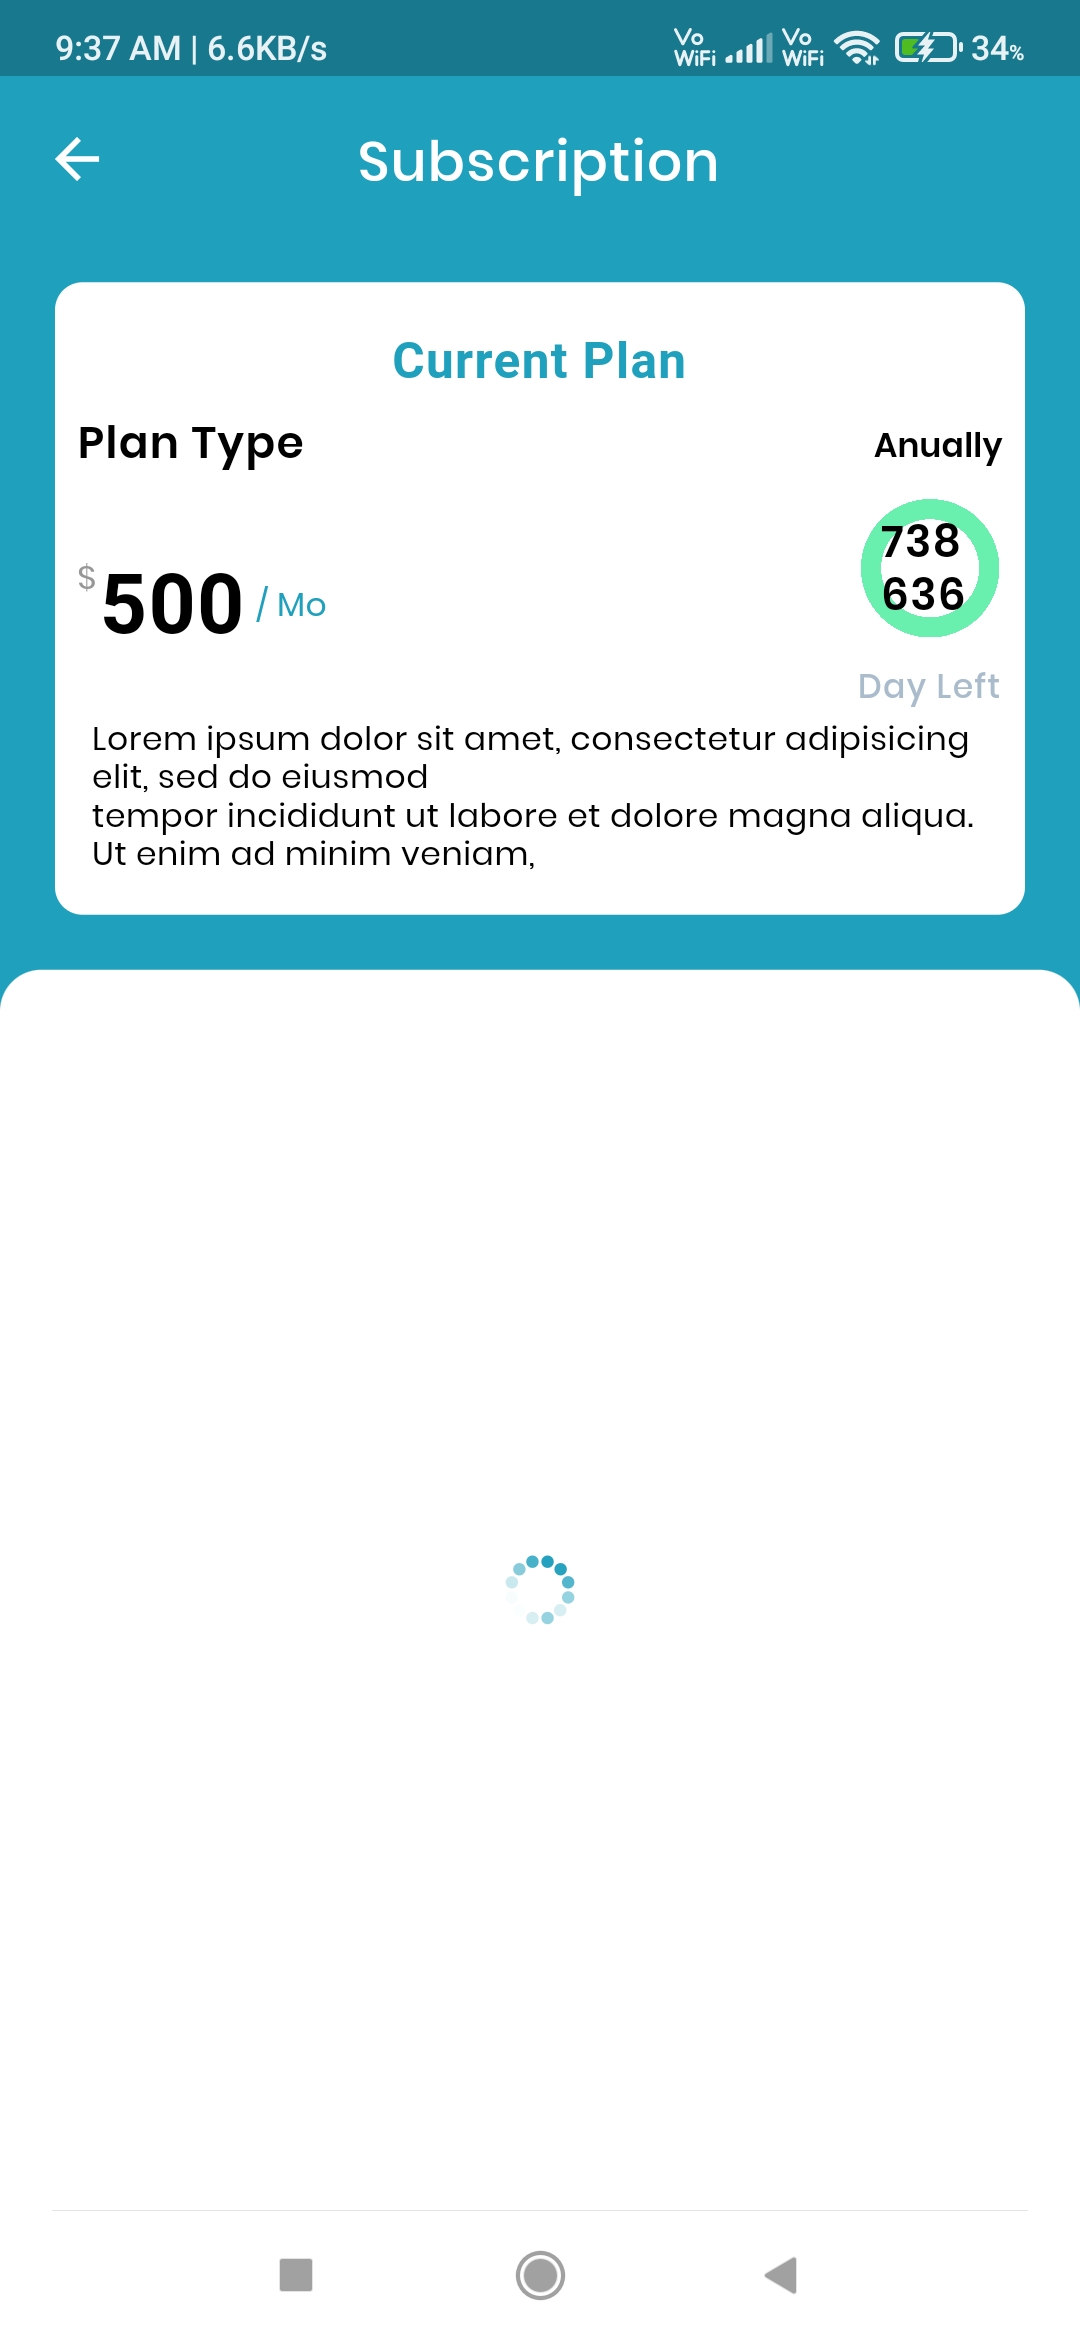 9:37 AM | 6.6KB/s Vo WiFi Vo WiFi 34%
Subscription
Current Plan
Plan Type Anually
$500 / Mo
738
636
Day Left
Lorem ipsum dolor sit amet, consectetur adipisicing
elit, sed do eiusmod
tempor incididunt ut labore et dolore magna aliqua.
Ut enim ad minim veniam,